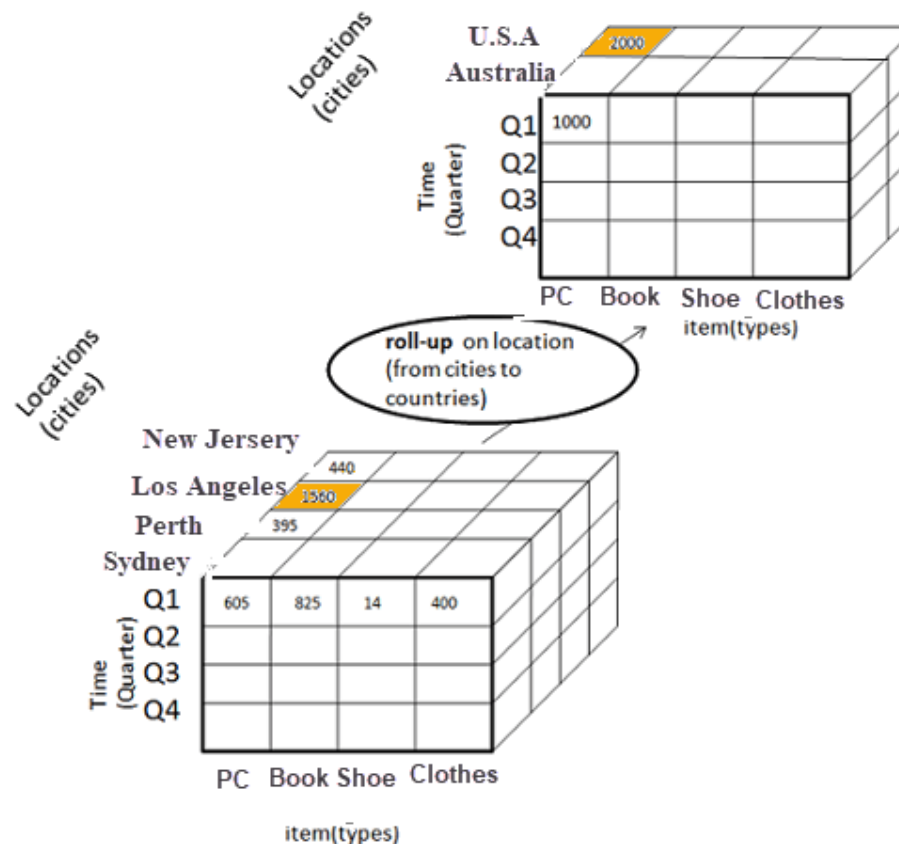 Locations
(cities)
U.S.A
Australia
2000
Time
(Quarter)
Q1
Q2
Q3
Q4
1000
PC Book Shoe Clothes
item(types)
roll-up on location
(from cities to
countries)
Locations
(cities)
New Jersery
Los Angeles
Perth
Sydney
440
1560
395
Time
(Quarter)
Q1
Q2
Q3
Q4
605 825 14 400
PC Book Shoe Clothes
item(types)